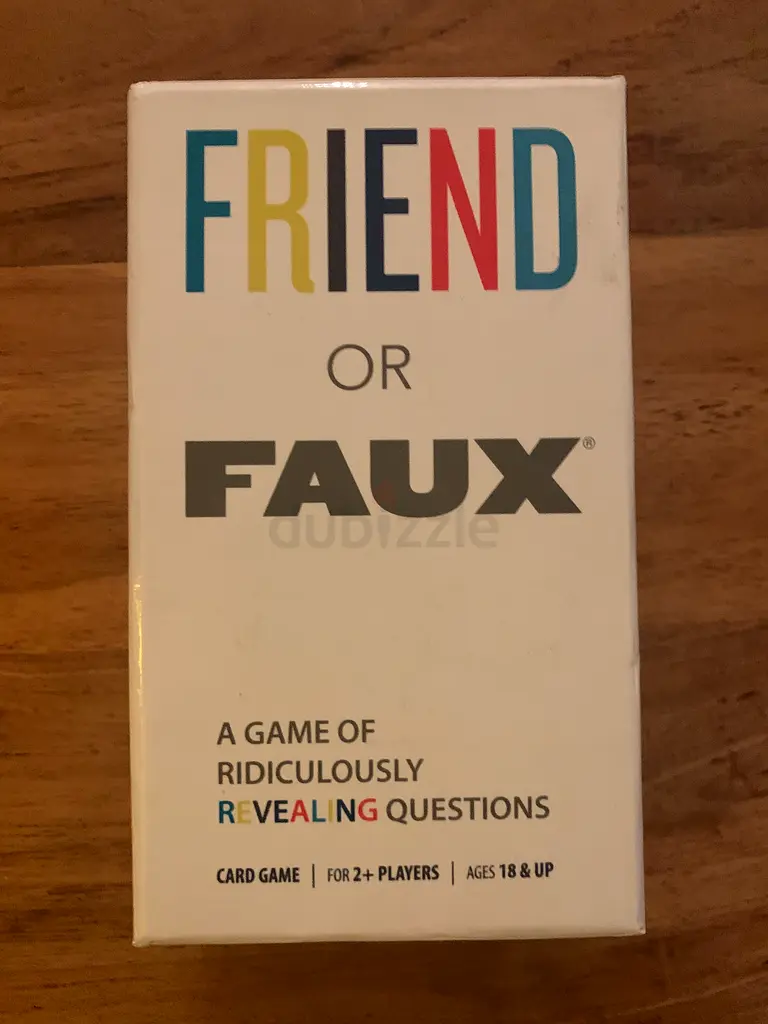 FRIEND
OR
FAUX®
dubizzle
A GAME OF
RIDICULOUSLY
REVEALING QUESTIONS
CARD GAME | FOR 2+ PLAYERS | AGES 18 & UP